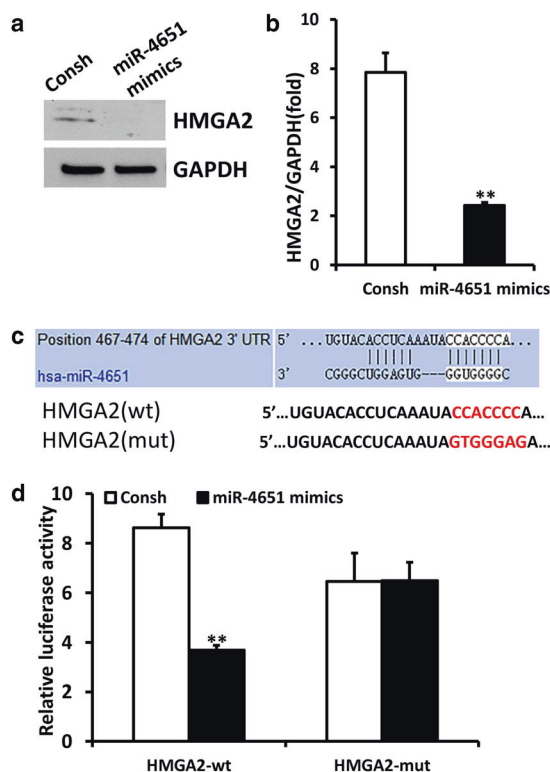 a
Consh
miR-4651 mimics
HMGA2
GAPDH
b
HMGA2/GAPDH(fold)
10
8
6
4
2
0
**
Consh miR-4651 mimics
c
Position 467-474 of HMGA2 3' UTR 5' ...UGUACACCUCAAAUACCACCCCA...
hsa-miR-4651 3' CGGGCUGGAGUG---GGUGGGGC
HMGA2(wt) 5'...UGUACACCUCAAAUACCACCCCA...
HMGA2(mut) 5'...UGUACACCUCAAAUAGTGGGAGA...
d
Relative luciferase activity
10
8
6
4
2
0
Consh miR-4651 mimics
**
HMGA2-wt HMGA2-mut